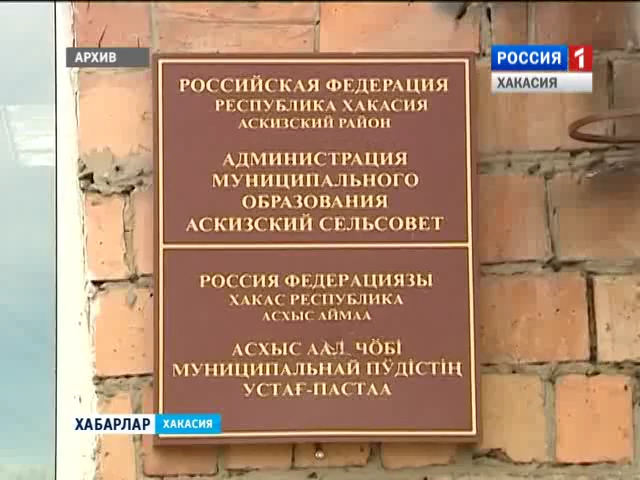 АРХИВ
РОССИЯ 1
ХАКАСИЯ
РОССИЙСКАЯ ФЕДЕРАЦИЯ
РЕСПУБЛИКА ХАКАСИЯ
АСКИЗСКИЙ РАЙОН
АДМИНИСТРАЦИЯ
МУНИЦИПАЛЬНОГО
ОБРАЗОВАНИЯ
АСКИЗСКИЙ СЕЛЬСОВЕТ
РОССИЯ ФЕДЕРАЦИЯЗЫ
ХАКАС РЕСПУБЛИКА
АСХЫС АЙМАА
АСХЫС ААЛ ЧӦБІ
МУНИЦИПАЛЬНАЙ ПӰДІСТІҢ
УСТАҒ-ПАСТАА
ХАБАРЛАР ХАКАСИЯ